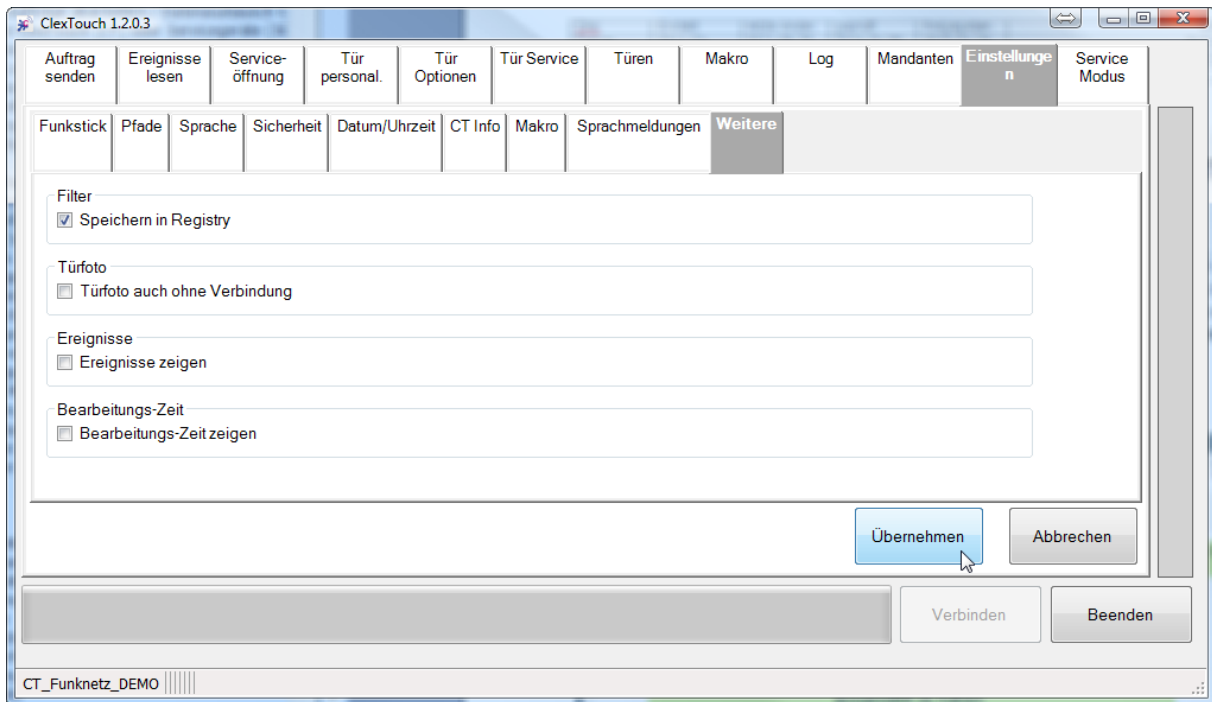 ClexTouch 1.2.0.3
Auftrag senden
Ereignisse lesen
Service-öffnung
Tür personal.
Tür Optionen
Tür Service
Türen
Makro
Log
Mandanten
Einstellungen
Service Modus
Funkstick
Pfade
Sprache
Sicherheit
Datum/Uhrzeit
CT Info
Makro
Sprachmeldungen
Weitere
Filter
Speichern in Registry
Türfoto
Türfoto auch ohne Verbindung
Ereignisse
Ereignisse zeigen
Bearbeitungs-Zeit
Bearbeitungs-Zeit zeigen
Übernehmen
Abbrechen
Verbinden
Beenden
CT_Funknetz_DEMO